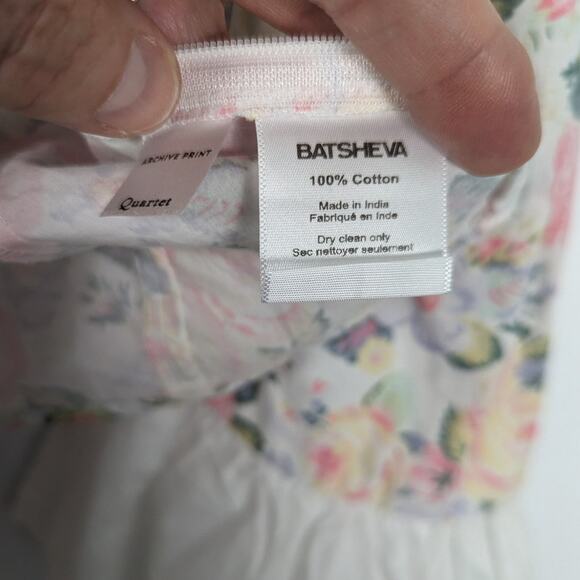 ARCHIVE PRINT
Quartet
BATSHEVA
100% Cotton
Made in India
Fabriqué en Inde
Dry clean only
Sec nettoyer seulement